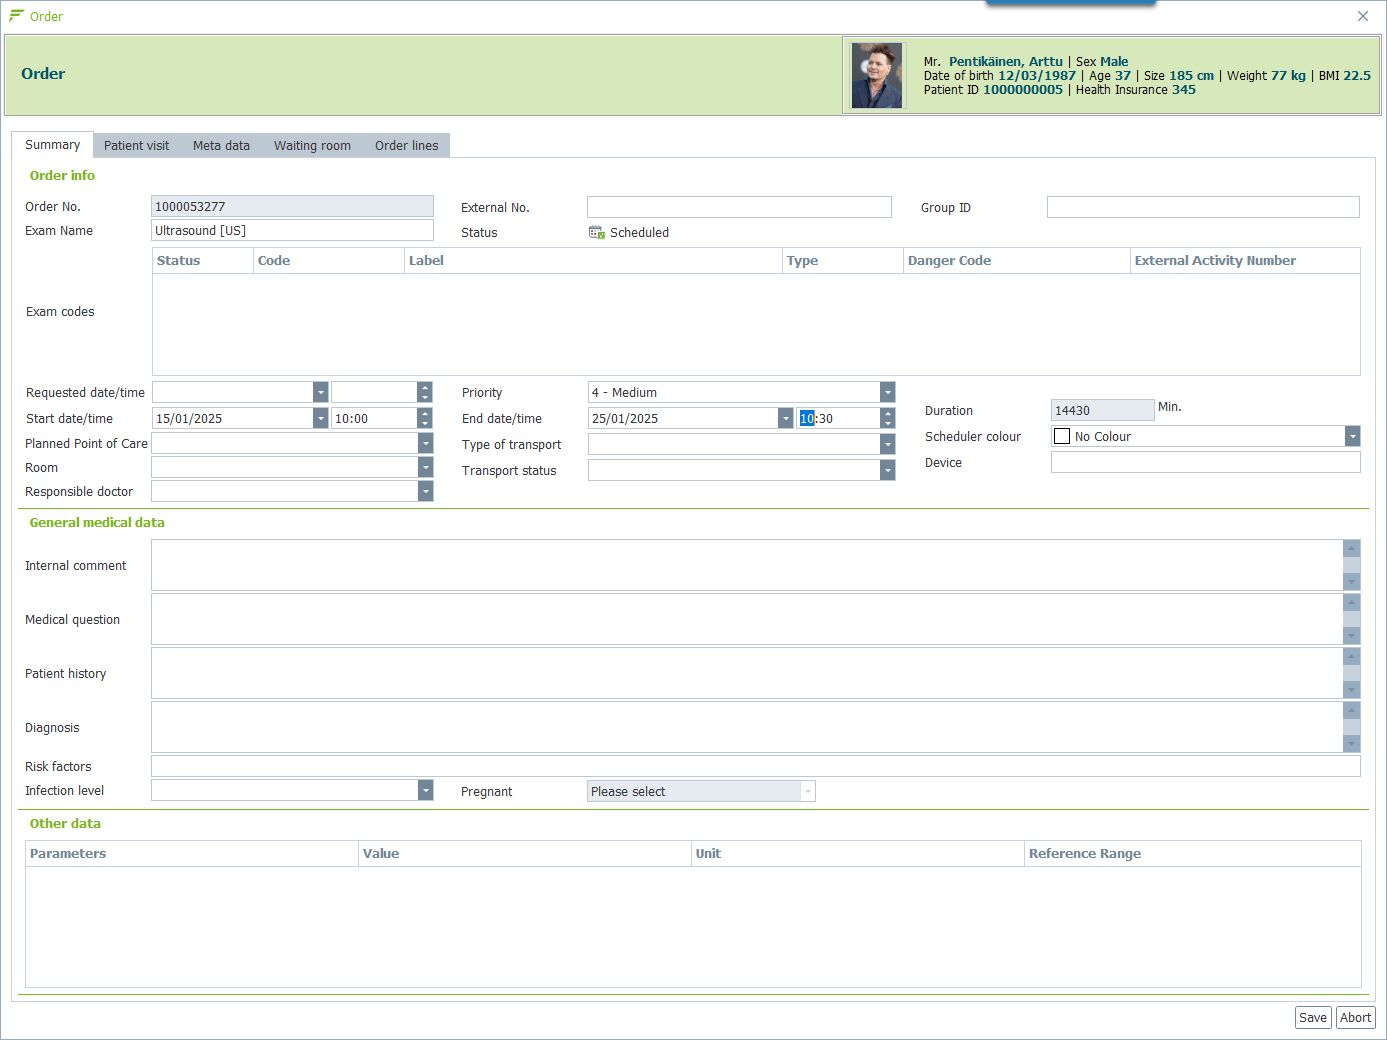 Order
Order
Mr. Pentikäinen, Arttu | Sex Male
Date of birth 12/03/1987 | Age 37 | Size 185 cm | Weight 77 kg | BMI 22.5
Patient ID 1000000005 | Health Insurance 345
Summary Patient visit Meta data Waiting room Order lines
Order info
Order No. 1000053277 External No. Group ID
Exam Name Ultrasound [US] Status Scheduled
Status Code Label Type Danger Code External Activity Number
Exam codes
Requested date/time Priority 4 - Medium
Start date/time 15/01/2025 10:00 End date/time 25/01/2025 10:30 Duration 14430 Min.
Planned Point of Care Type of transport Scheduler colour No Colour
Room Transport status Device
Responsible doctor
General medical data
Internal comment
Medical question
Patient history
Diagnosis
Risk factors
Infection level Pregnant Please select
Other data
Parameters Value Unit Reference Range
Save Abort